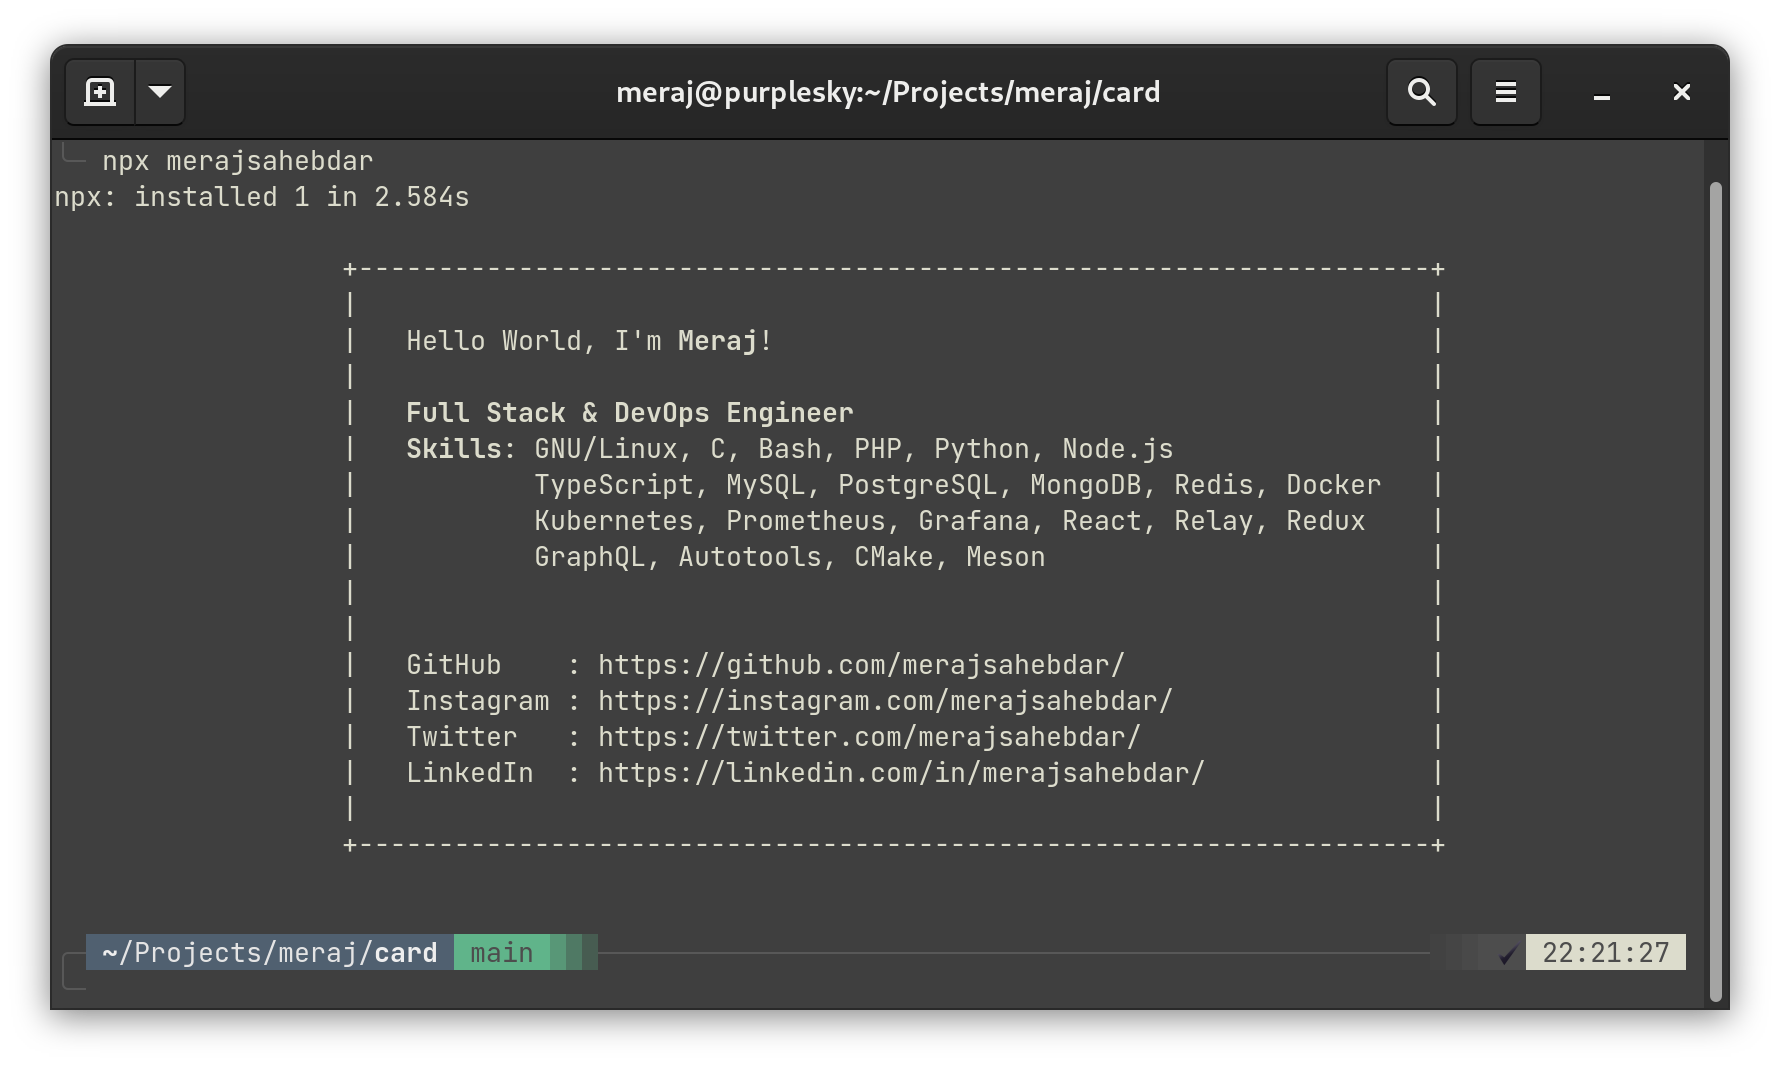 meraj@purplesky:~/Projects/meraj/card
npx merajsahebdar
npx: installed 1 in 2.584s
+-------------------------------------------------------------------+
Hello World, I'm Meraj!
Full Stack & DevOps Engineer
Skills: GNU/Linux, C, Bash, PHP, Python, Node.js
TypeScript, MySQL, PostgreSQL, MongoDB, Redis, Docker
Kubernetes, Prometheus, Grafana, React, Relay, Redux
GraphQL, Autotools, CMake, Meson
GitHub    : https://github.com/merajsahebdar/
Instagram : https://instagram.com/merajsahebdar/
Twitter   : https://twitter.com/merajsahebdar/
LinkedIn  : https://linkedin.com/in/merajsahebdar/
+-------------------------------------------------------------------+
~/Projects/meraj/card main ✓ 22:21:27